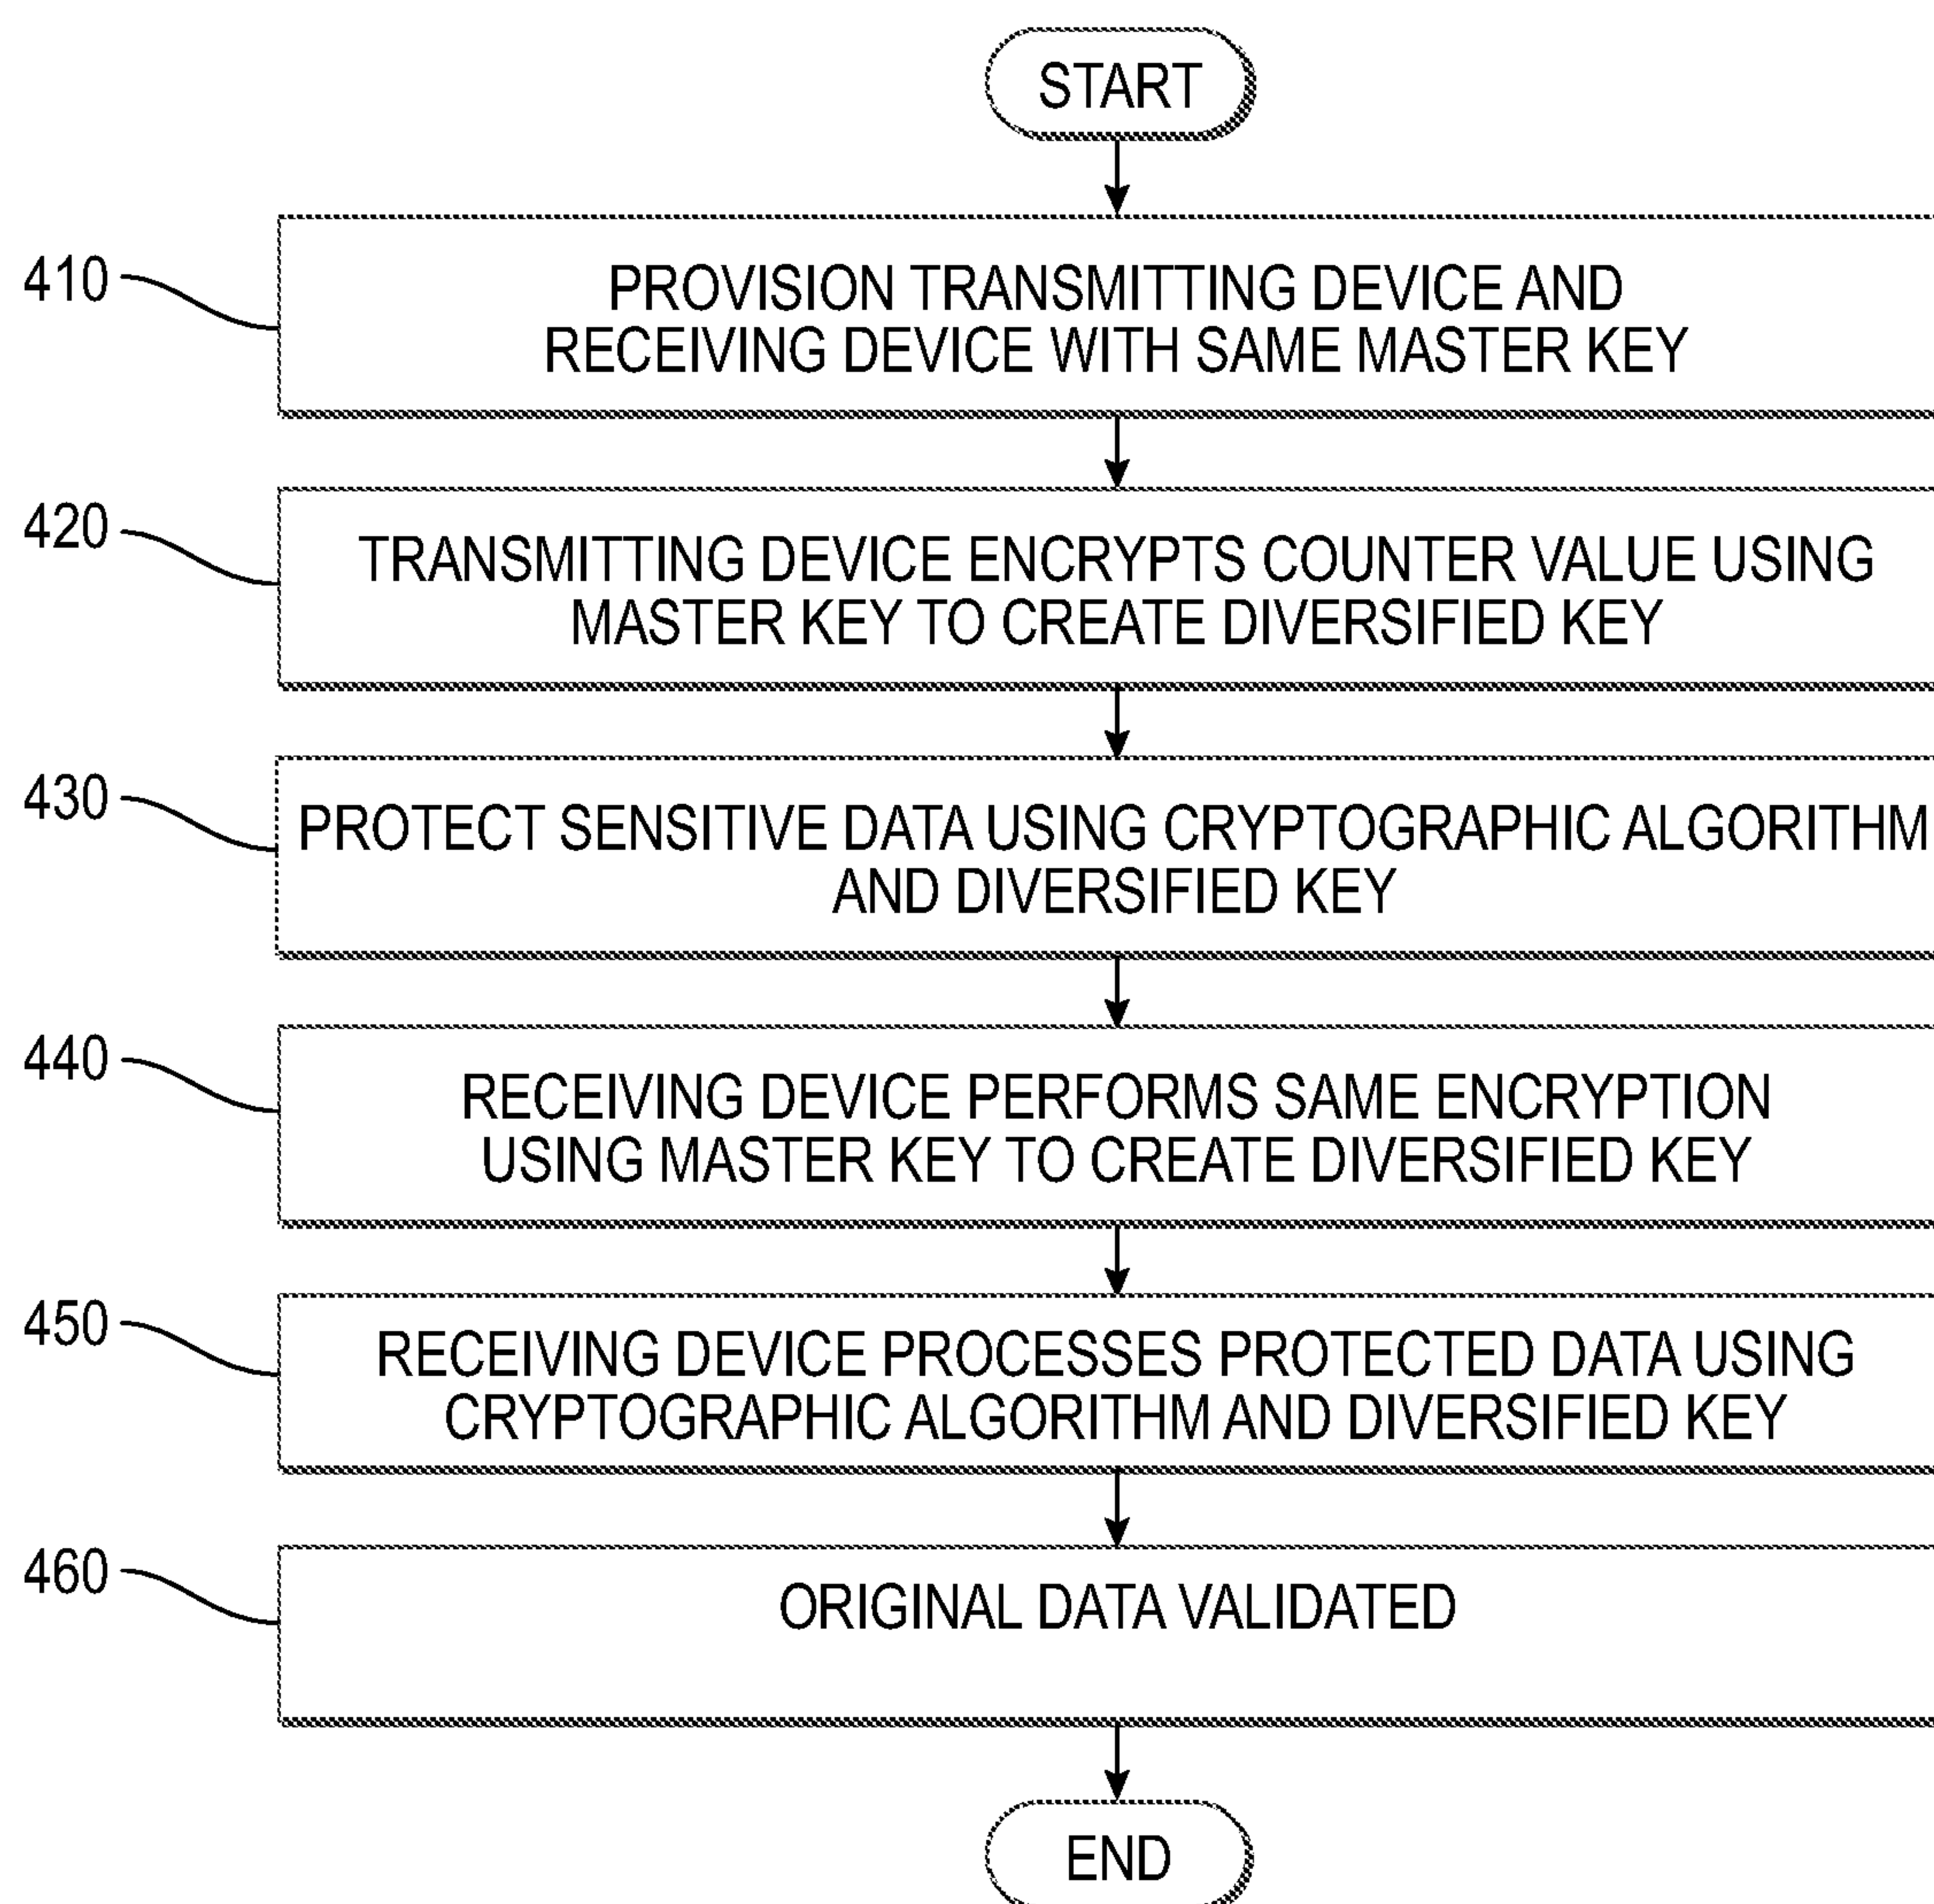 START
410
PROVISION TRANSMITTING DEVICE AND
RECEIVING DEVICE WITH SAME MASTER KEY
420
TRANSMITTING DEVICE ENCRYPTS COUNTER VALUE USING
MASTER KEY TO CREATE DIVERSIFIED KEY
430
PROTECT SENSITIVE DATA USING CRYPTOGRAPHIC ALGORITHM
AND DIVERSIFIED KEY
440
RECEIVING DEVICE PERFORMS SAME ENCRYPTION
USING MASTER KEY TO CREATE DIVERSIFIED KEY
450
RECEIVING DEVICE PROCESSES PROTECTED DATA USING
CRYPTOGRAPHIC ALGORITHM AND DIVERSIFIED KEY
460
ORIGINAL DATA VALIDATED
END